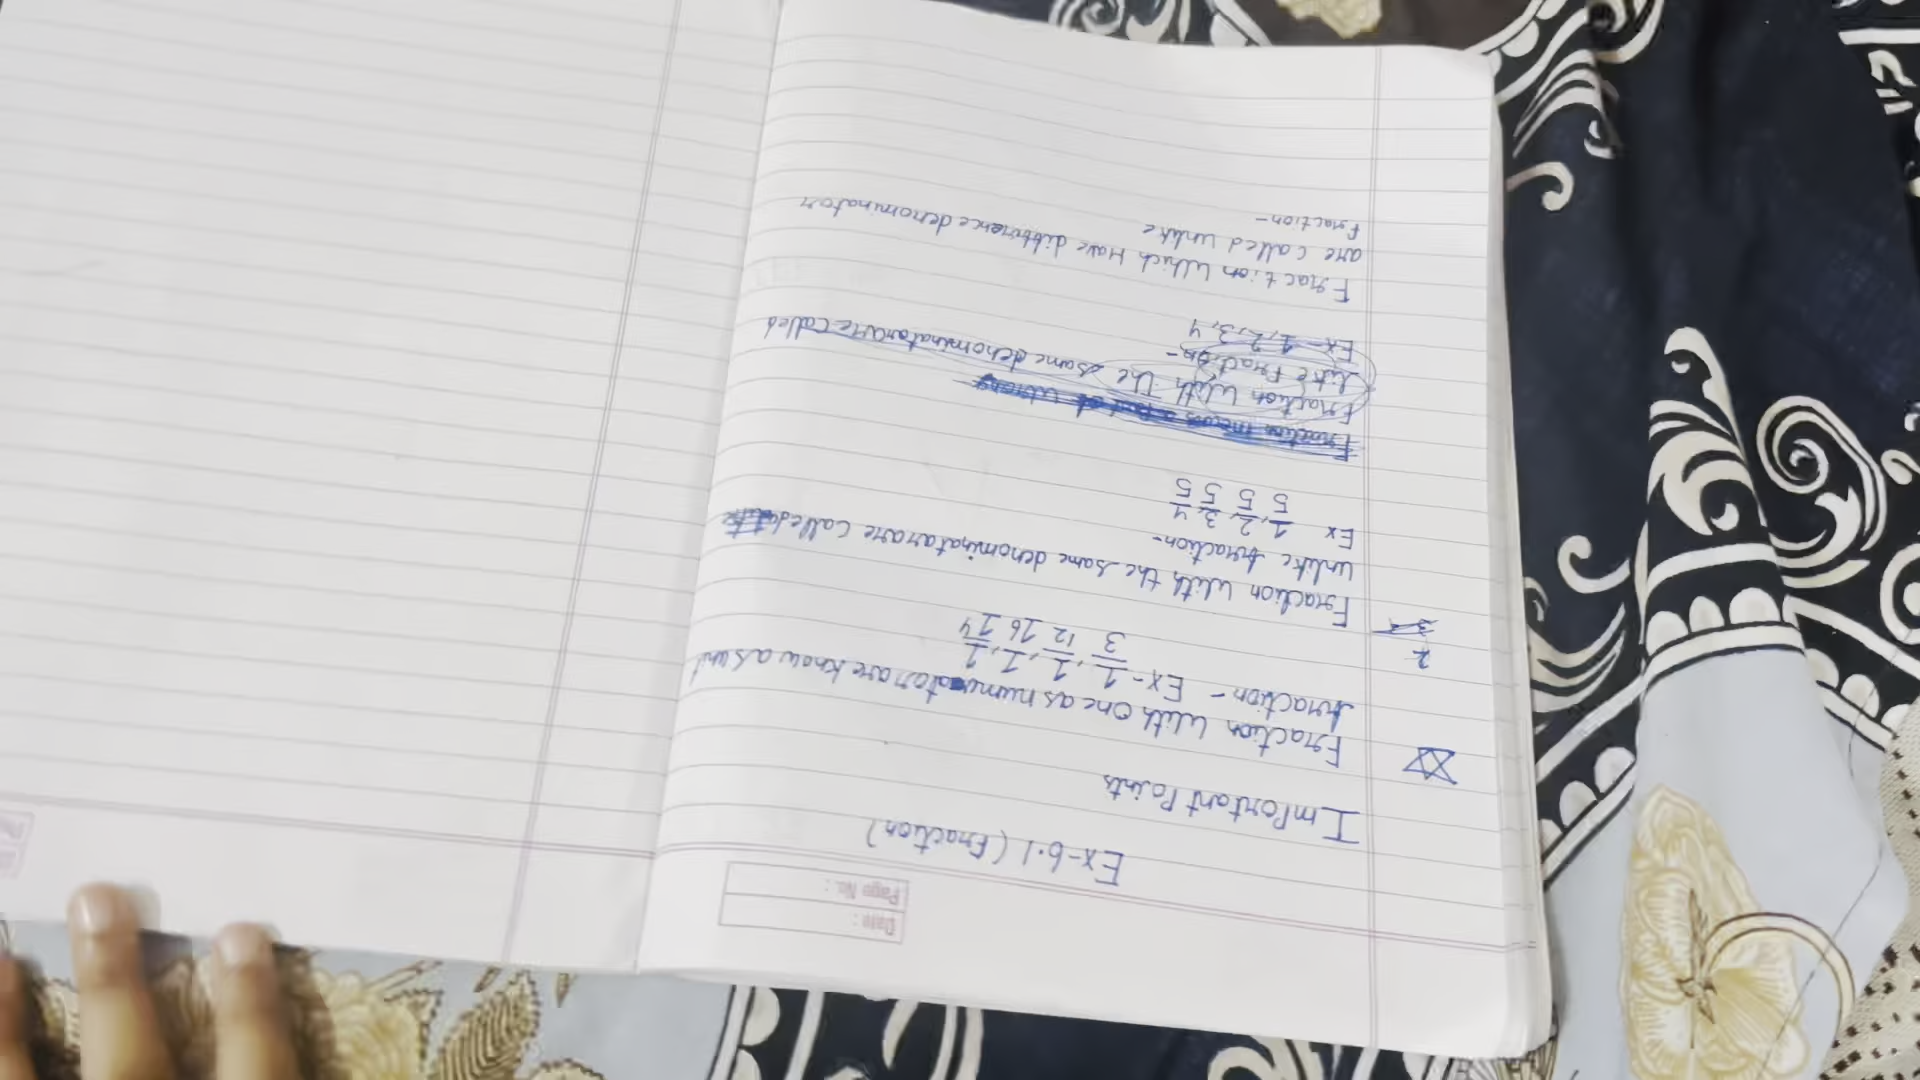 Date :
Page No. :
Ex-6.1 (Fraction)
Important Points
Fraction with one as numerator are know as unit
fraction - Ex - 1/3, 1/12, 1/16, 1/14
Fraction with the same denominator are called
unlike fraction-
Ex 1/5, 2/5, 3/5, 4/5
Fraction with the same denominator are called
like Fraction-
Ex- 1, 2, 3, 4
Fraction which Have difference denominator
are called unlike
Fraction-